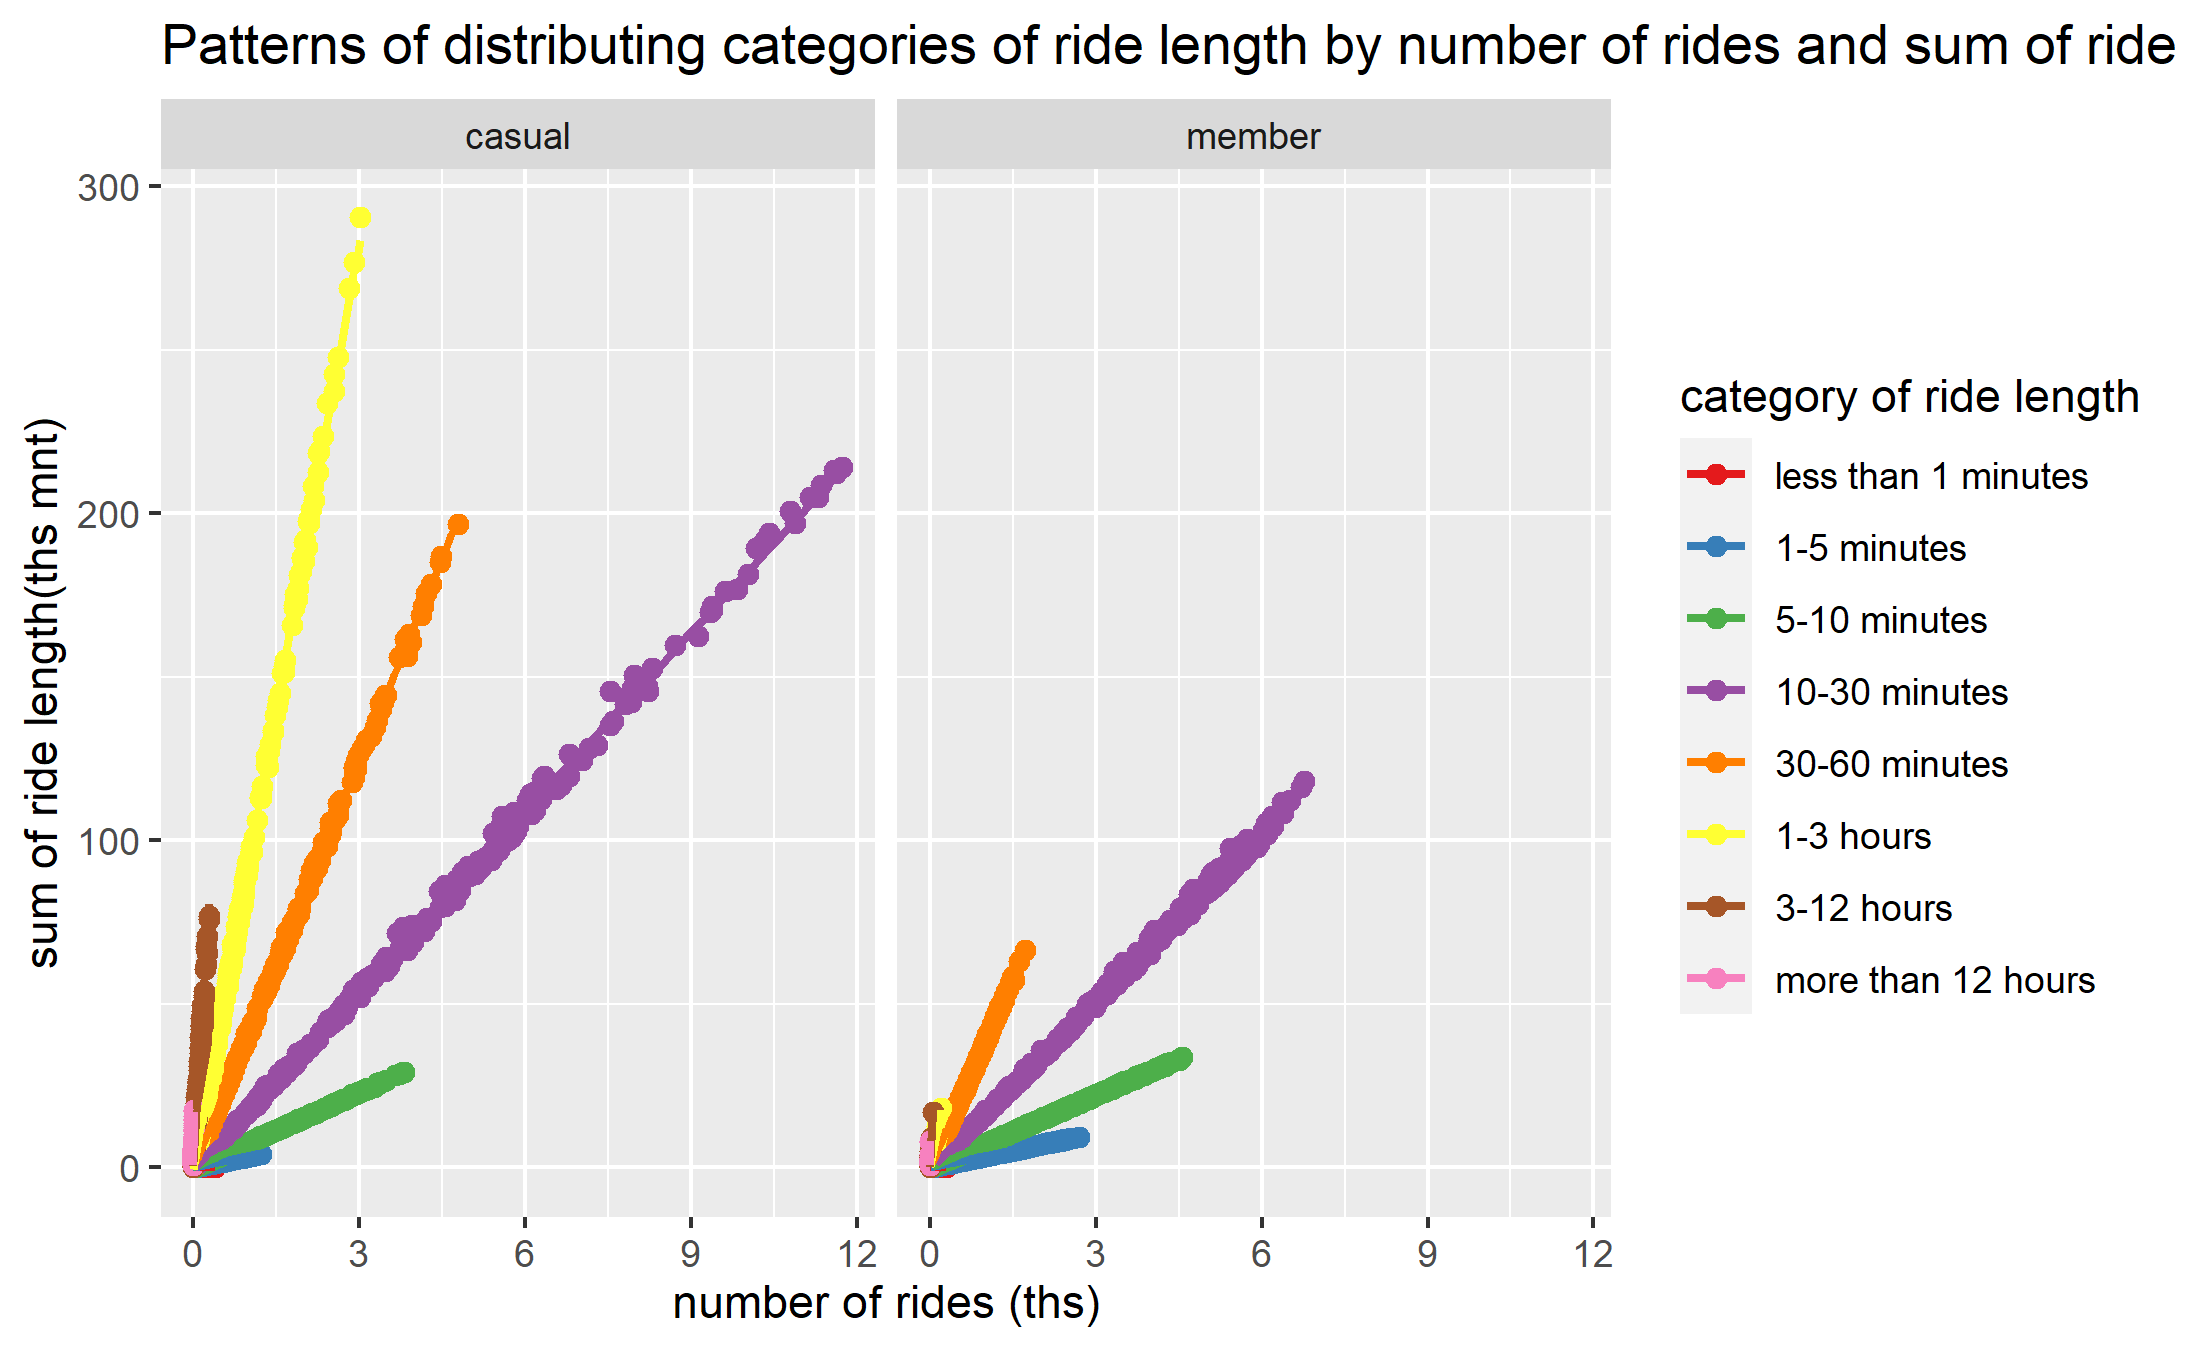 Patterns of distributing categories of ride length by number of rides and sum of ride
casual
member
300
200
100
0
sum of ride length(ths mnt)
0 3 6 9 12
0 3 6 9 12
number of rides (ths)
category of ride length
less than 1 minutes
1-5 minutes
5-10 minutes
10-30 minutes
30-60 minutes
1-3 hours
3-12 hours
more than 12 hours